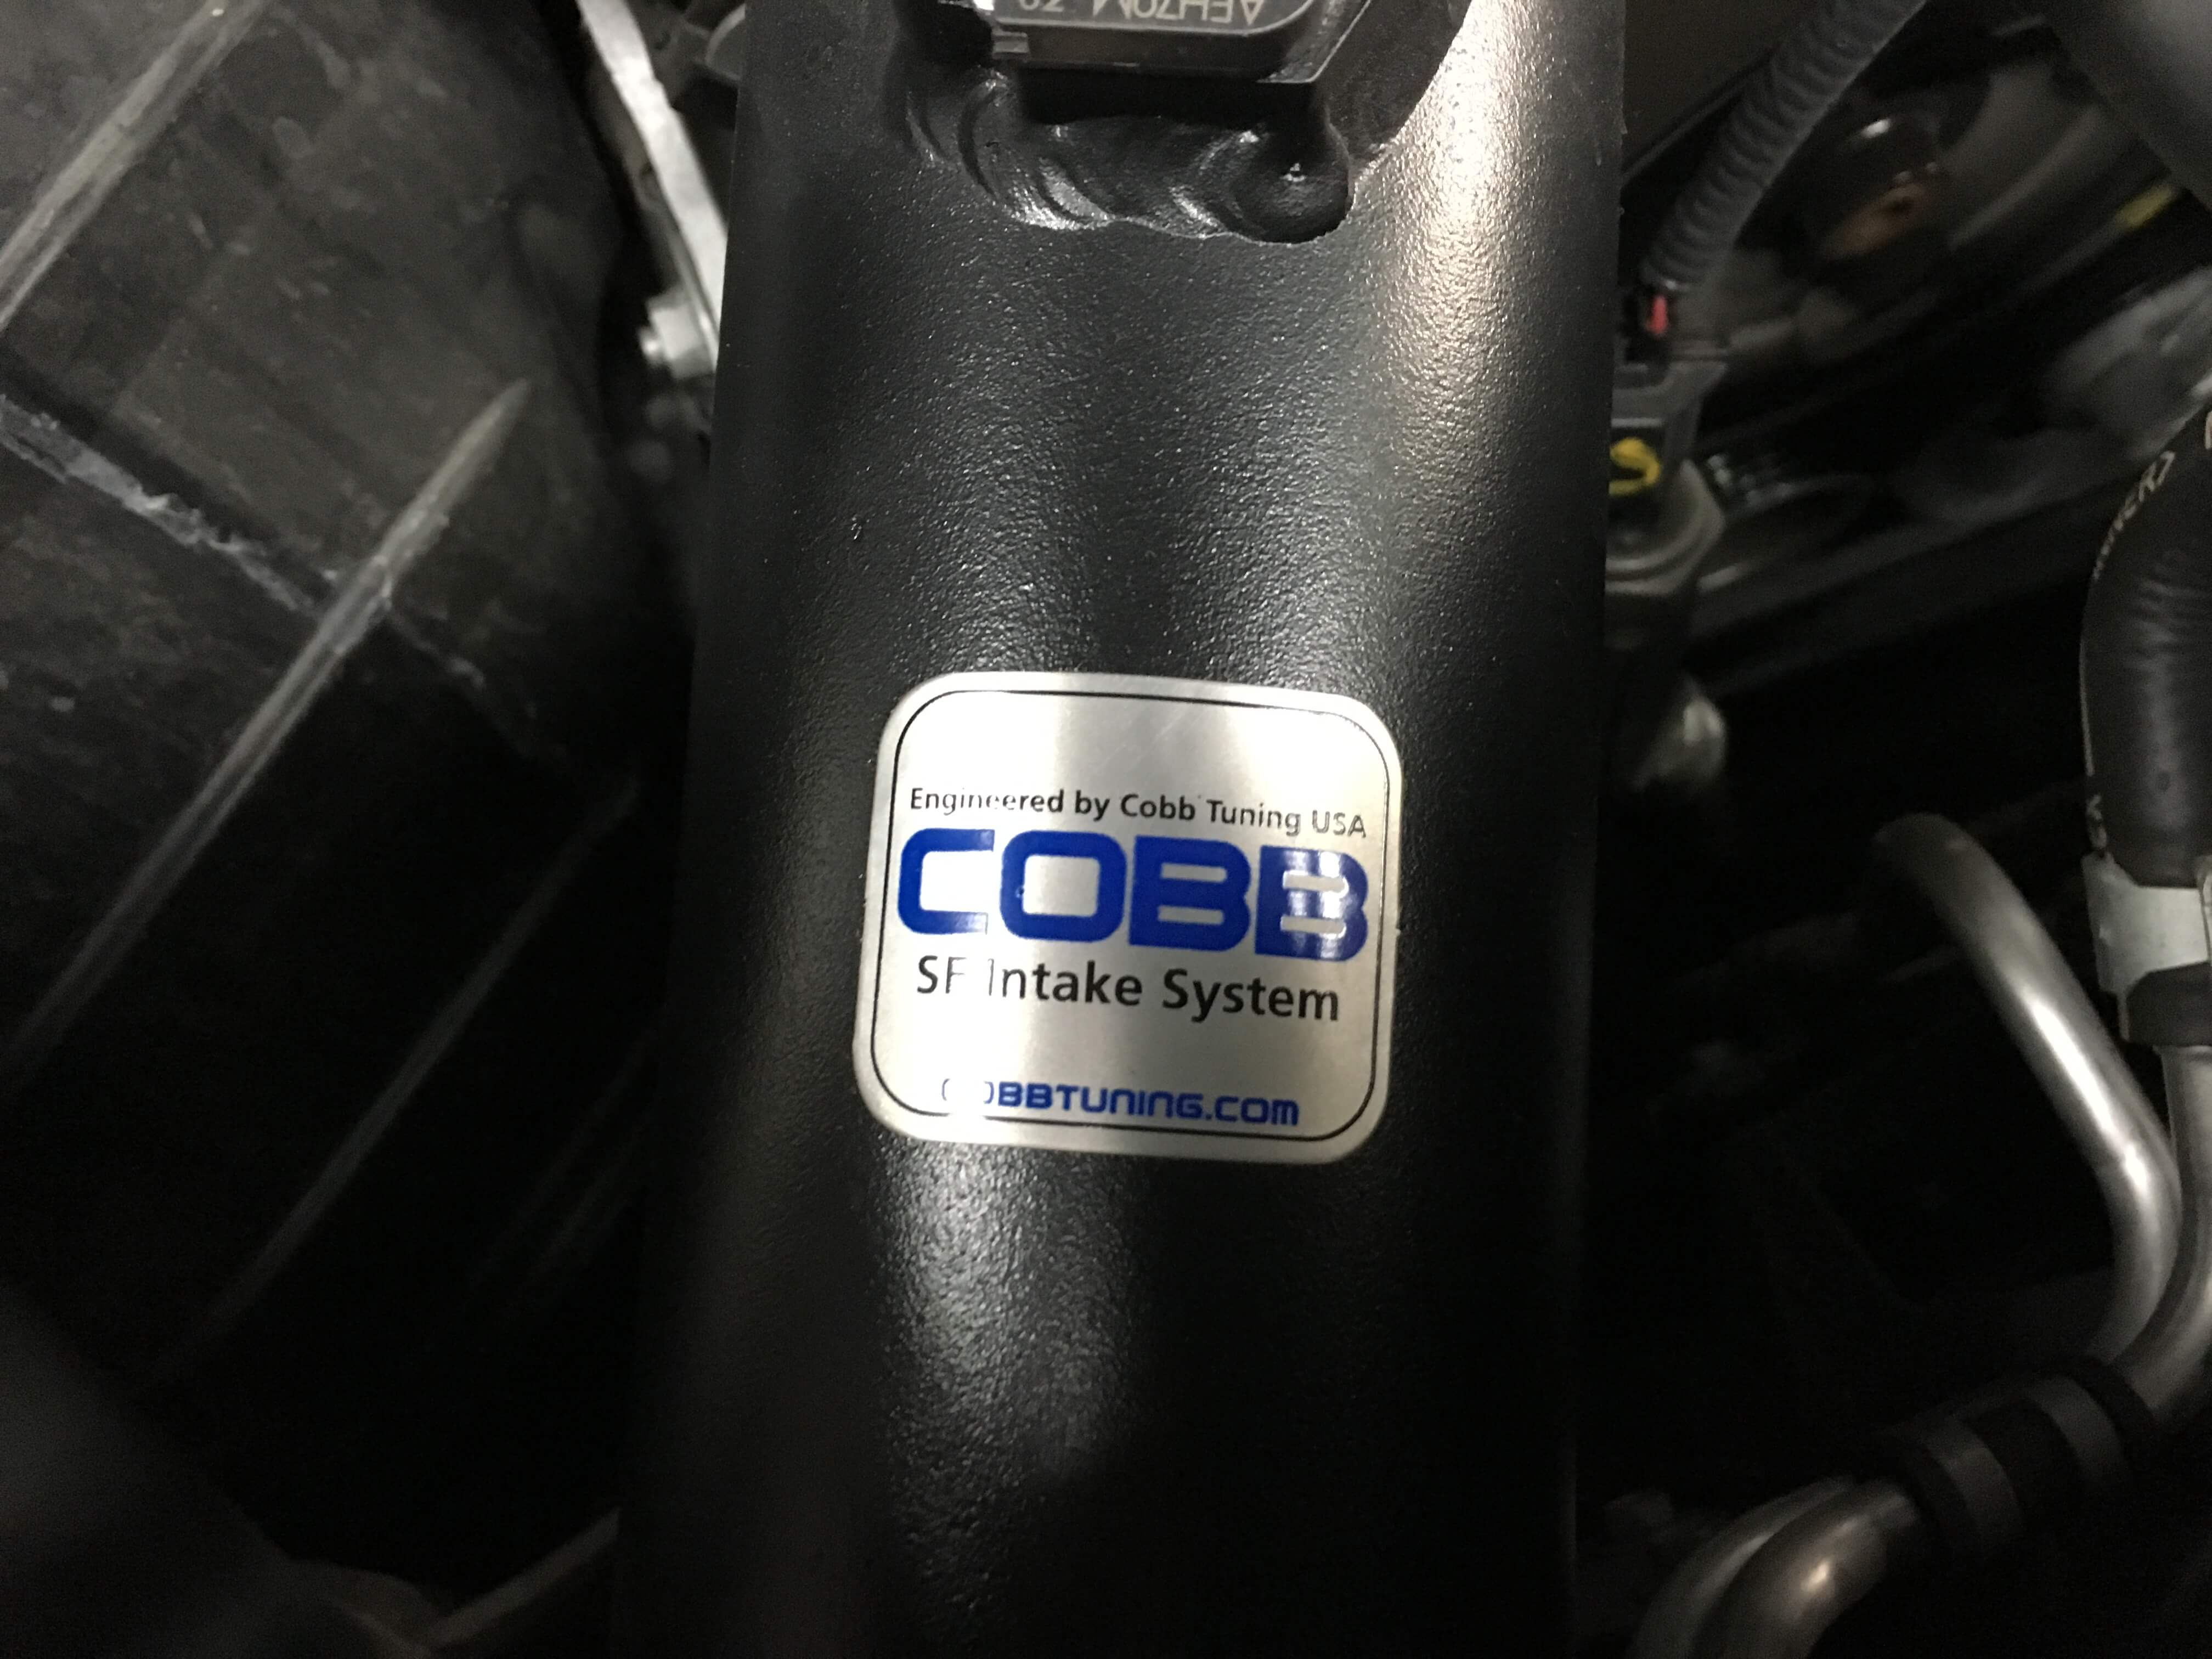 Engineered by Cobb Tuning USA
COBB
SF Intake System
COBBTUNING.COM